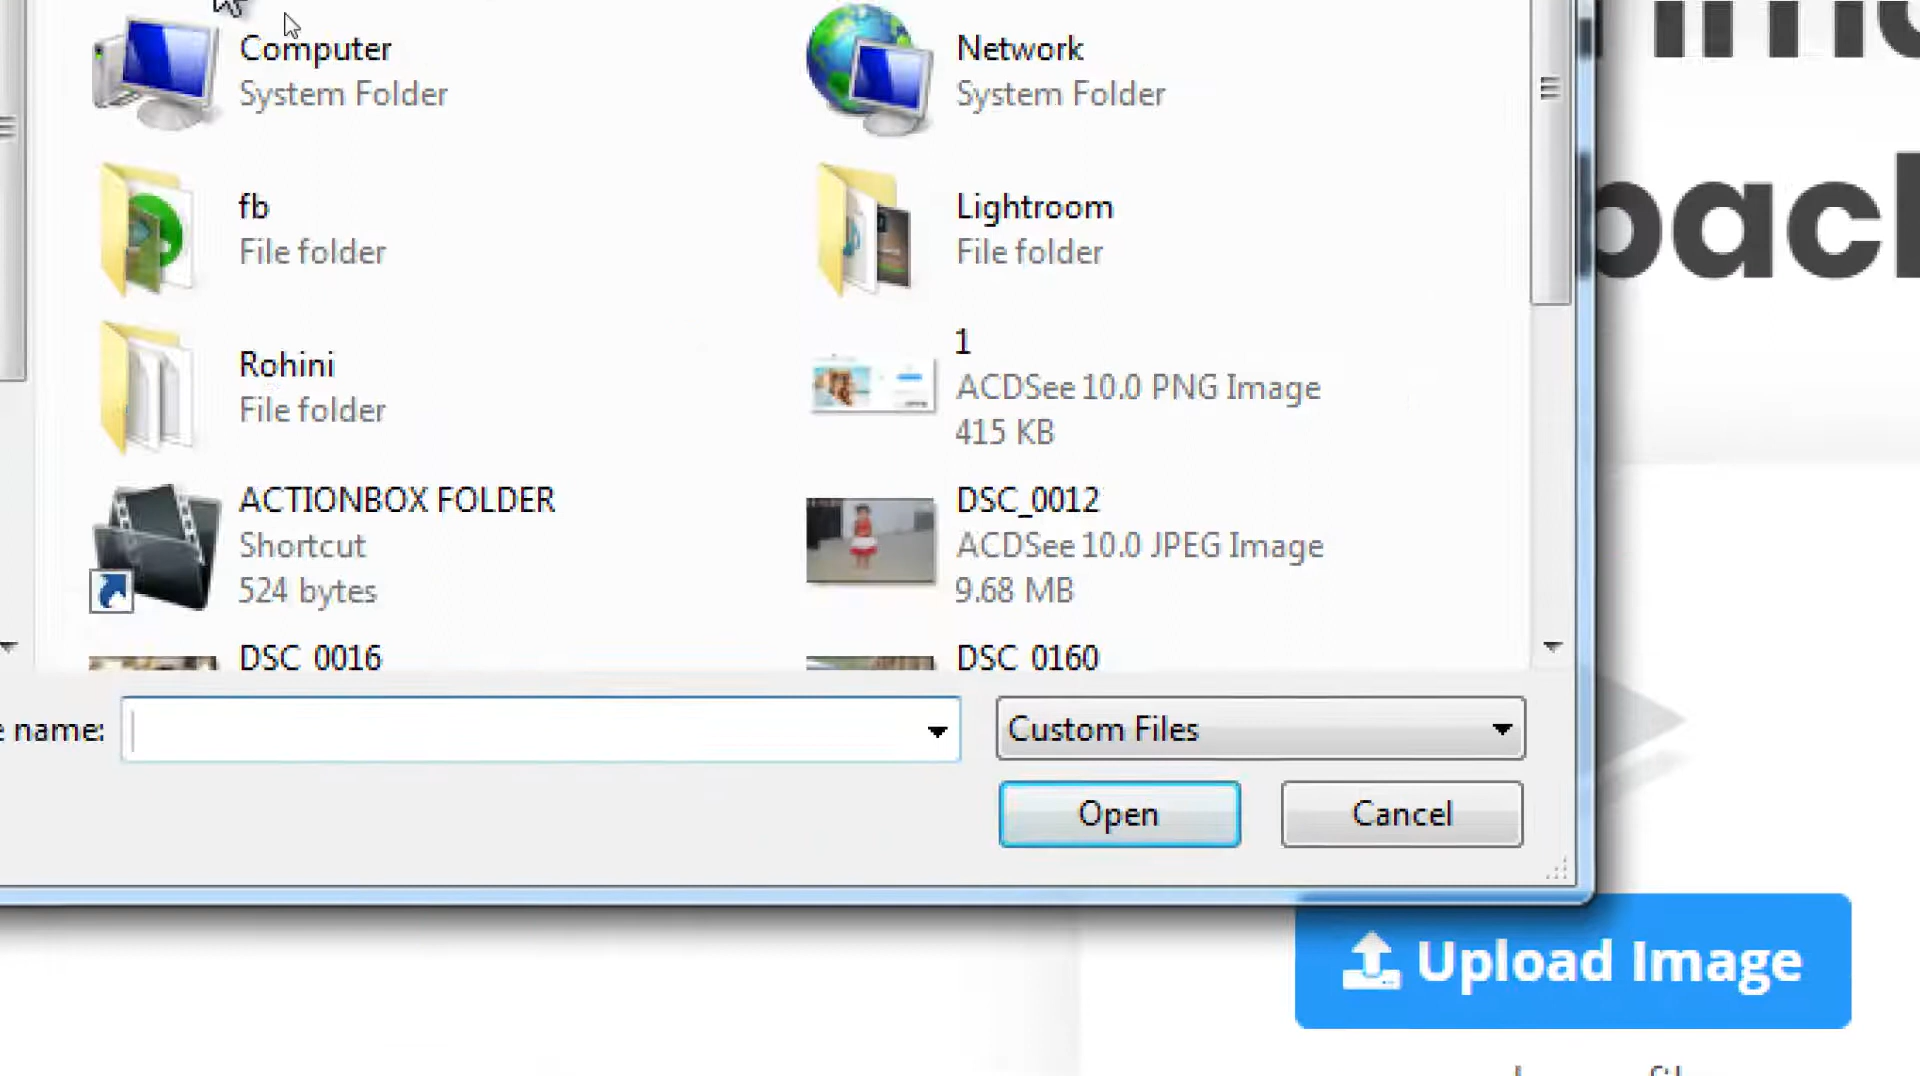 Computer
System Folder
Network
System Folder
fb
File folder
Lightroom
File folder
Rohini
File folder
1
ACDSee 10.0 PNG Image
415 KB
ACTIONBOX FOLDER
Shortcut
524 bytes
DSC_0012
ACDSee 10.0 JPEG Image
9.68 MB
DSC_0016
DSC_0160
name:
Custom Files
Open
Cancel
Upload Image